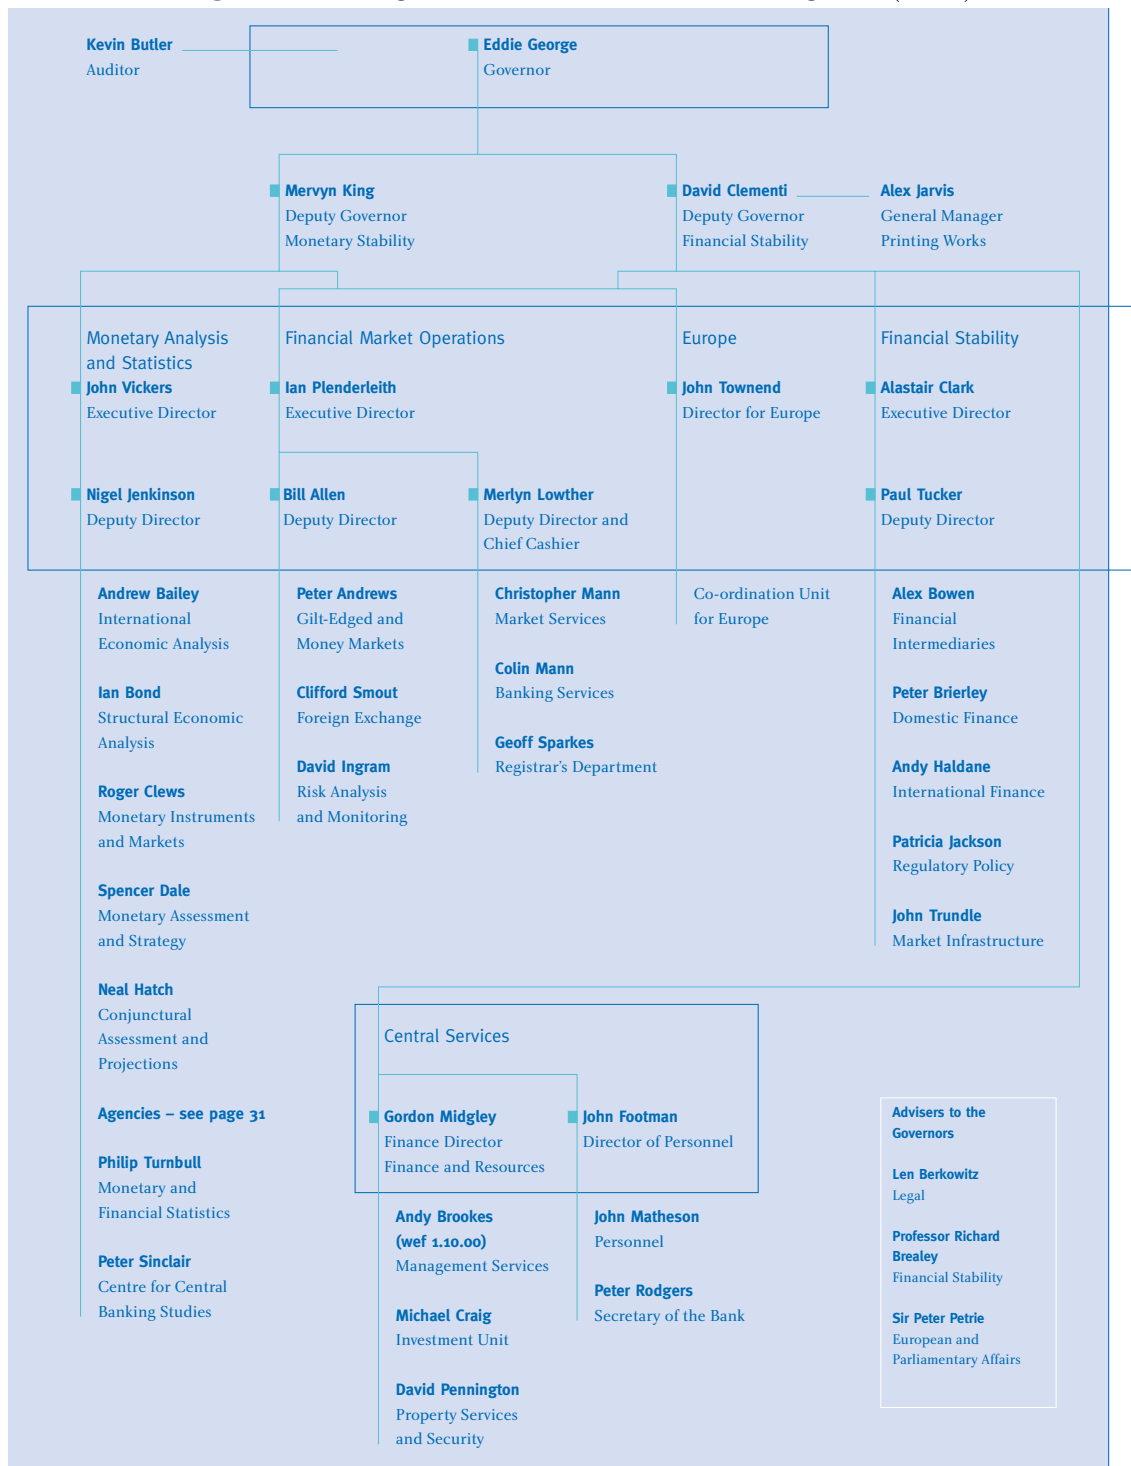 Kevin Butler
Auditor
Eddie George
Governor
Mervyn King
Deputy Governor
Monetary Stability
David Clementi
Deputy Governor
Financial Stability
Alex Jarvis
General Manager
Printing Works
Monetary Analysis
and Statistics
John Vickers
Executive Director
Financial Market Operations
Ian Plenderleith
Executive Director
Europe
John Townend
Director for Europe
Financial Stability
Alastair Clark
Executive Director
Nigel Jenkinson
Deputy Director
Bill Allen
Deputy Director
Merlyn Lowther
Deputy Director and
Chief Cashier
Paul Tucker
Deputy Director
Andrew Bailey
International
Economic Analysis
Ian Bond
Structural Economic
Analysis
Roger Clews
Monetary Instruments
and Markets
Spencer Dale
Monetary Assessment
and Strategy
Neal Hatch
Conjunctural
Assessment and
Projections
Agencies – see page 31
Philip Turnbull
Monetary and
Financial Statistics
Peter Sinclair
Centre for Central
Banking Studies
Peter Andrews
Gilt-Edged and
Money Markets
Clifford Smout
Foreign Exchange
David Ingram
Risk Analysis
and Monitoring
Christopher Mann
Market Services
Colin Mann
Banking Services
Geoff Sparkes
Registrar's Department
Co-ordination Unit
for Europe
Alex Bowen
Financial
Intermediaries
Peter Brierley
Domestic Finance
Andy Haldane
International Finance
Patricia Jackson
Regulatory Policy
John Trundle
Market Infrastructure
Central Services
Gordon Midgley
Finance Director
Finance and Resources
John Footman
Director of Personnel
Andy Brookes
(wef 1.10.00)
Management Services
Michael Craig
Investment Unit
David Pennington
Property Services
and Security
John Matheson
Personnel
Peter Rodgers
Secretary of the Bank
Advisers to the
Governors
Len Berkowitz
Legal
Professor Richard
Brealey
Financial Stability
Sir Peter Petrie
European and
Parliamentary Affairs